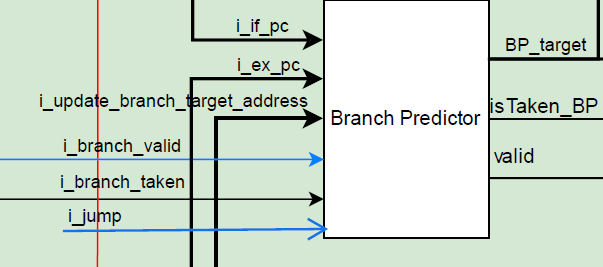 i_if_pc
BP_target
i_ex_pc
i_update_branch_target_address
isTaken_BP
Branch Predictor
i_branch_valid
valid
i_branch_taken
i_jump